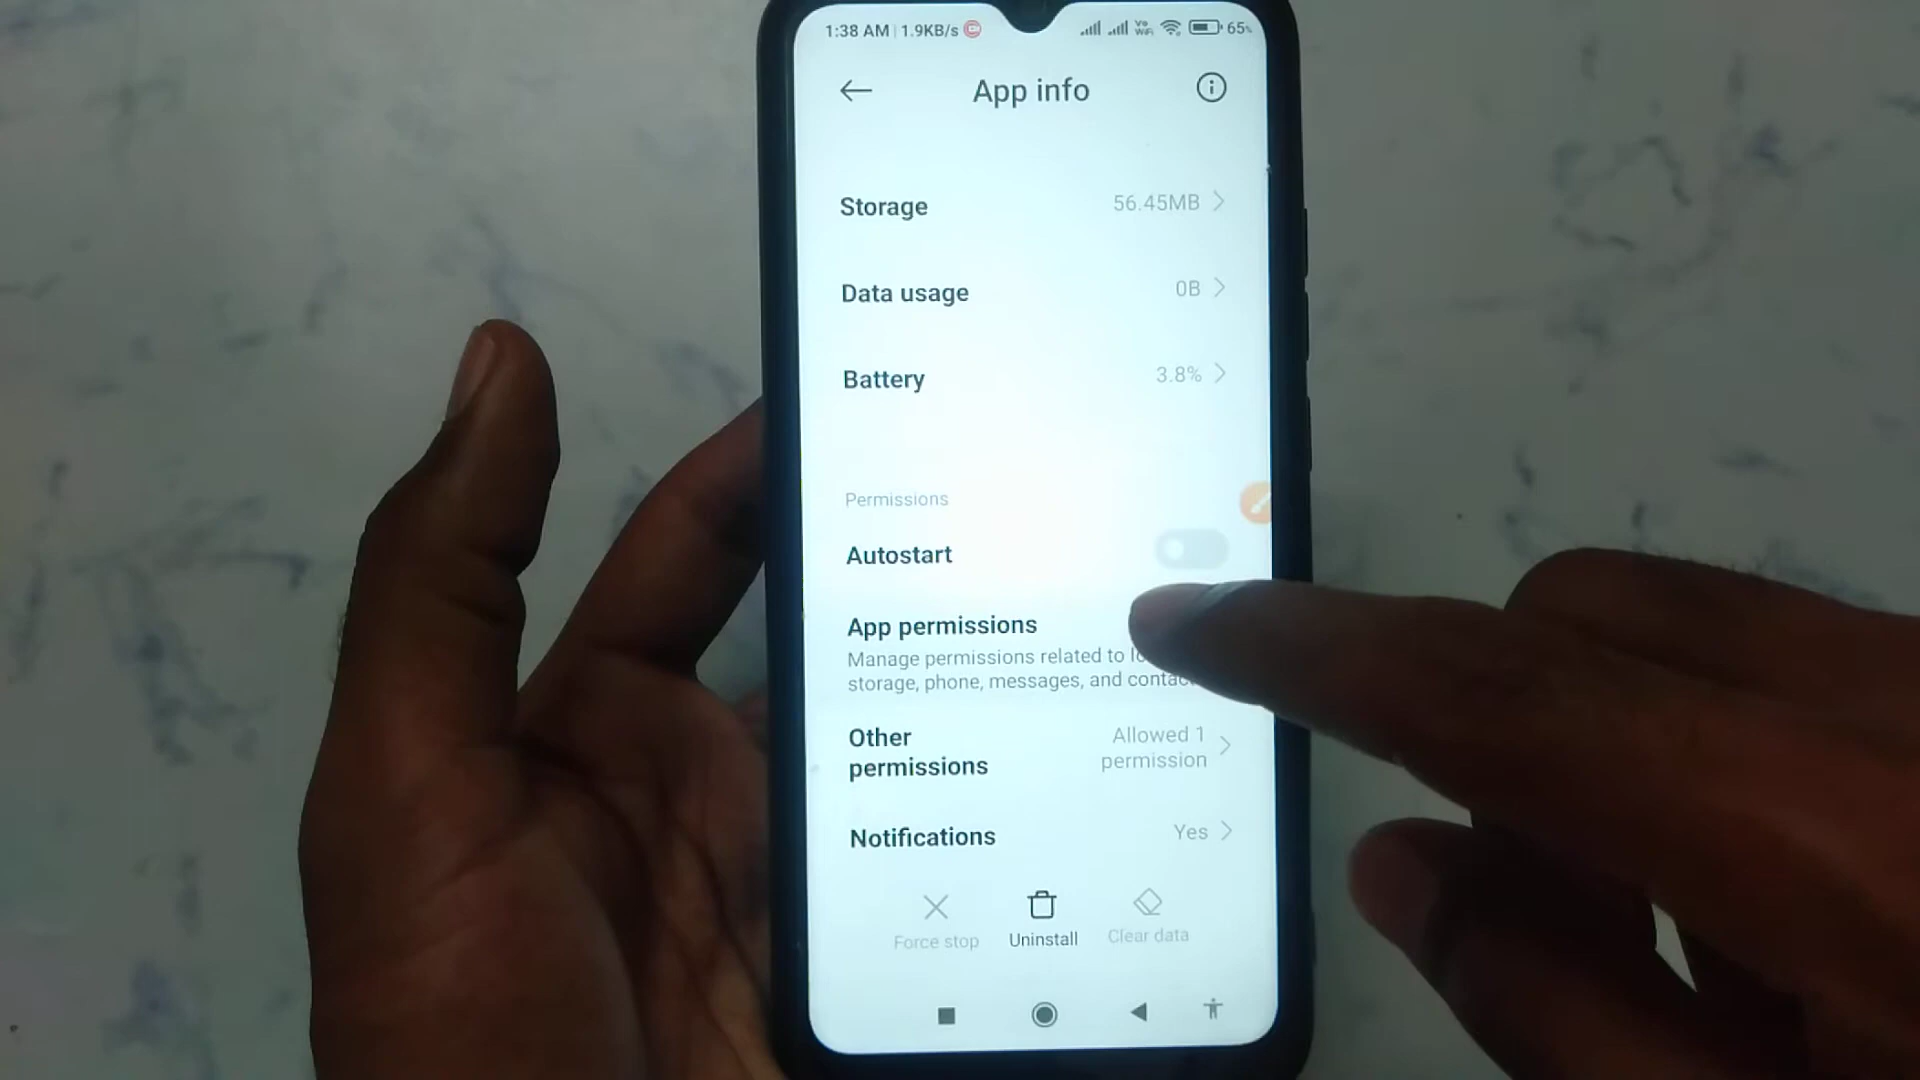 1:38 AM | 1.9KB/s
Vo WiFi 65%
App info
Storage 56.45MB
Data usage 0B
Battery 3.8%
Permissions
Autostart
App permissions
Manage permissions related to
storage, phone, messages, and
Other permissions
Allowed 1 permission
Notifications Yes
Force stop Uninstall Clear data